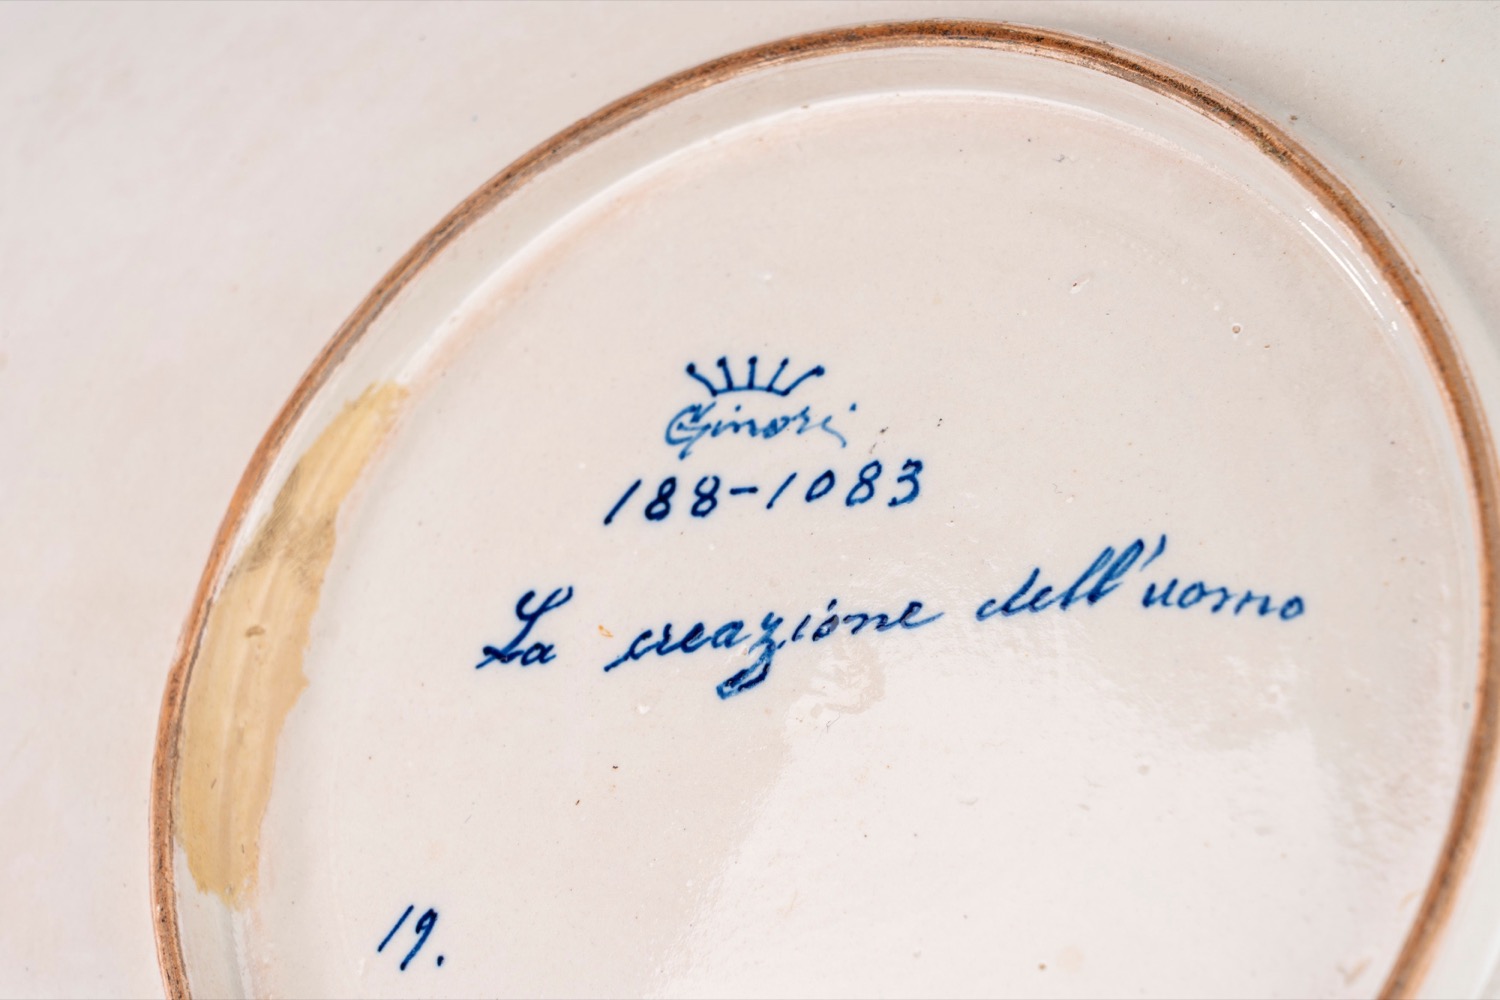 Ginori
188-1083
La creazione dell'uomo
19.